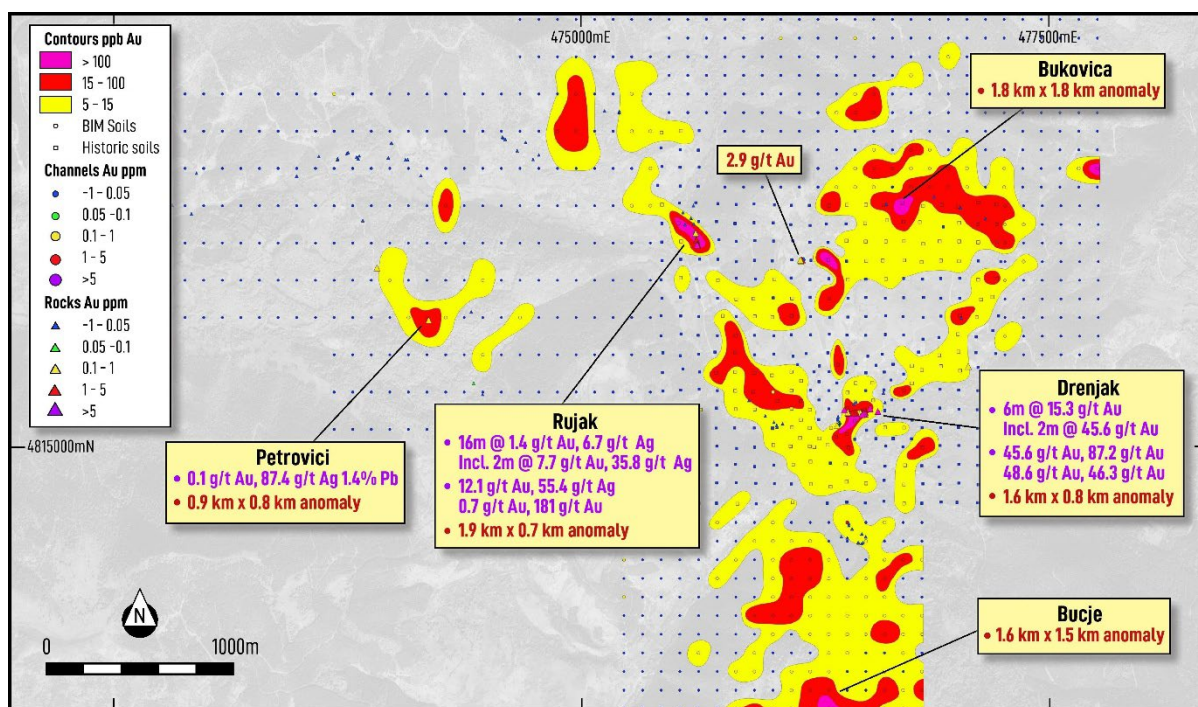 Contours ppb Au
> 100
15 - 100
5 - 15
BIM Soils
Historic soils
Channels Au ppm
-1 - 0.05
0.05 -0.1
0.1 - 1
1 - 5
>5
Rocks Au ppm
-1 - 0.05
0.05 -0.1
0.1 - 1
1 - 5
>5
475000mE
477500mE
Bukovica
• 1.8 km x 1.8 km anomaly
2.9 g/t Au
4815000mN
Petrovici
• 0.1 g/t Au, 87.4 g/t Ag 1.4% Pb
• 0.9 km x 0.8 km anomaly
Rujak
• 16m @ 1.4 g/t Au, 6.7 g/t Ag
Incl. 2m @ 7.7 g/t Au, 35.8 g/t Ag
• 12.1 g/t Au, 55.4 g/t Ag
0.7 g/t Au, 181 g/t Au
• 1.9 km x 0.7 km anomaly
Drenjak
• 6m @ 15.3 g/t Au
Incl. 2m @ 45.6 g/t Au
• 45.6 g/t Au, 87.2 g/t Au
48.6 g/t Au, 46.3 g/t Au
• 1.6 km x 0.8 km anomaly
Bucje
• 1.6 km x 1.5 km anomaly
N
0 1000m